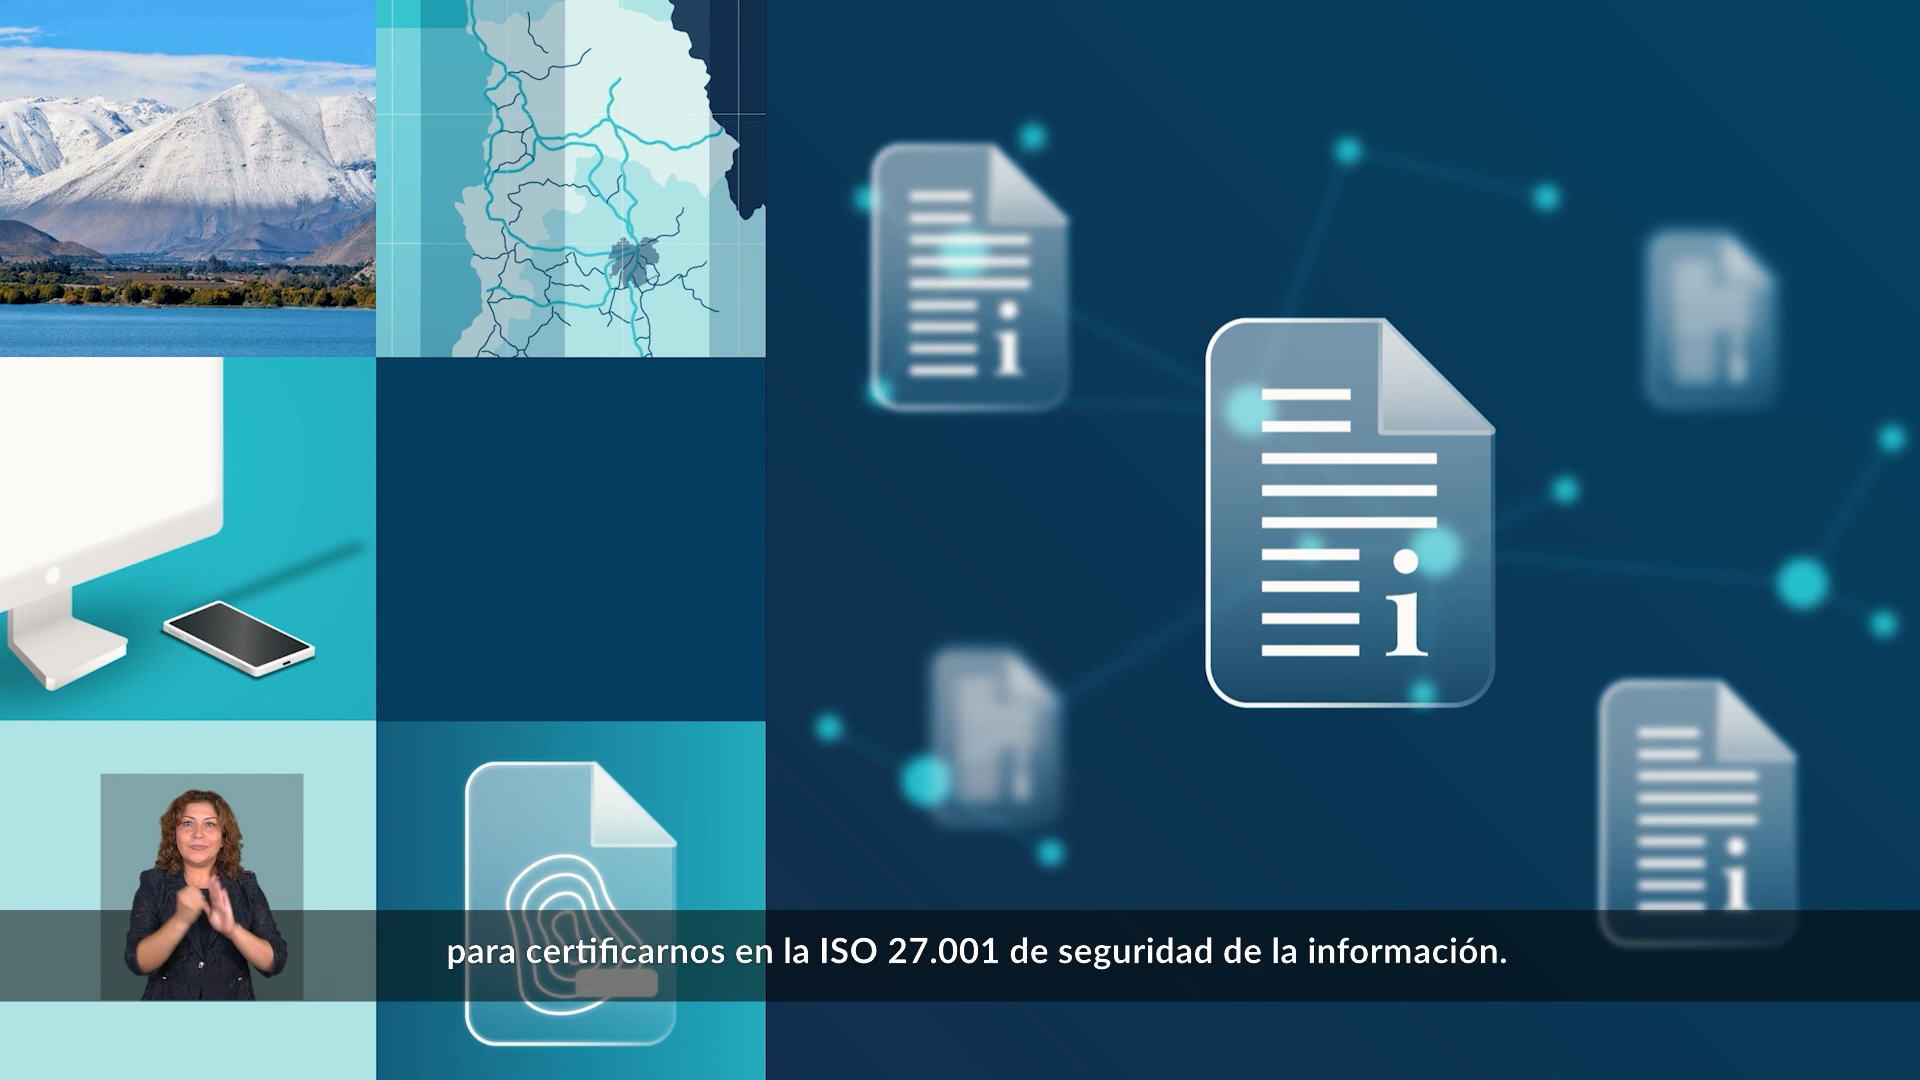 para certificarnos en la ISO 27.001 de seguridad de la información.